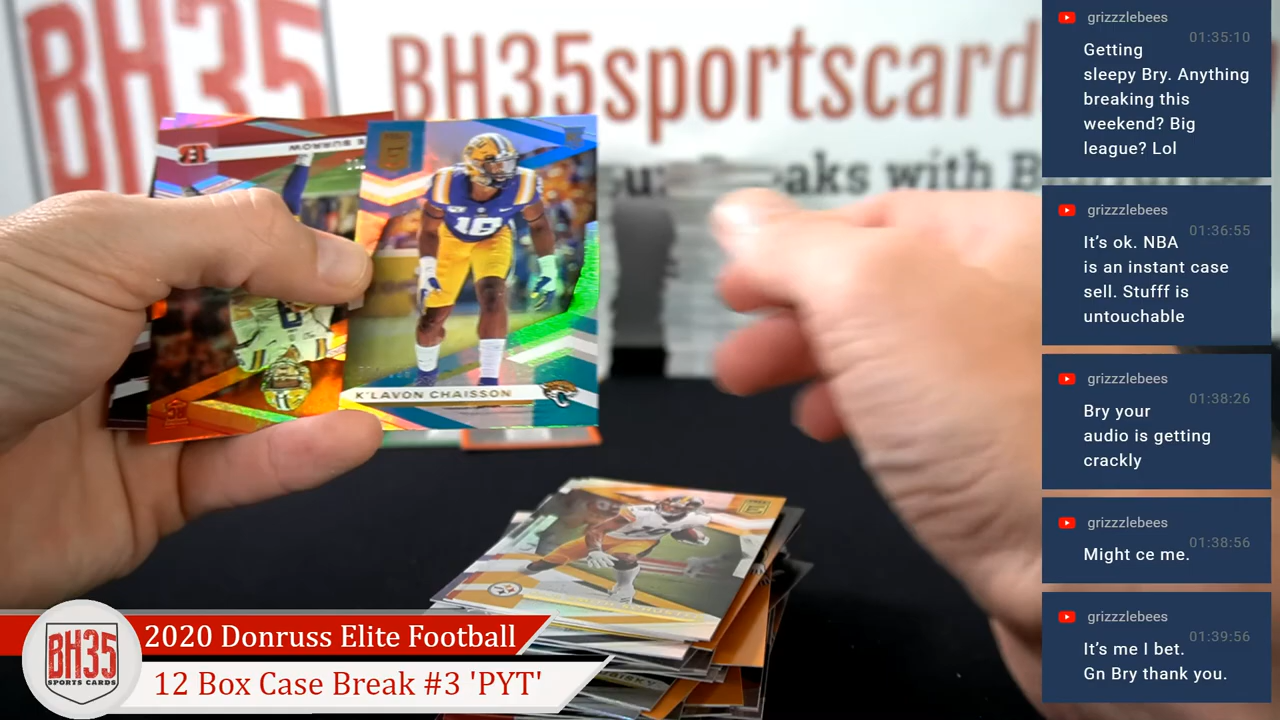 BH35
BH35sportscard
aks with B
BURROW
18
K'LAVON CHAISSON
20
BH35
SPORTS CARDS
2020 Donruss Elite Football
12 Box Case Break #3 'PYT'
grizzzlebees
01:35:10
Getting
sleepy Bry. Anything
breaking this
weekend? Big
league? Lol
grizzzlebees
01:36:55
It's ok. NBA
is an instant case
sell. Stufff is
untouchable
grizzzlebees
01:38:26
Bry your
audio is getting
crackly
grizzzlebees
01:38:56
Might ce me.
grizzzlebees
01:39:56
It's me I bet.
Gn Bry thank you.